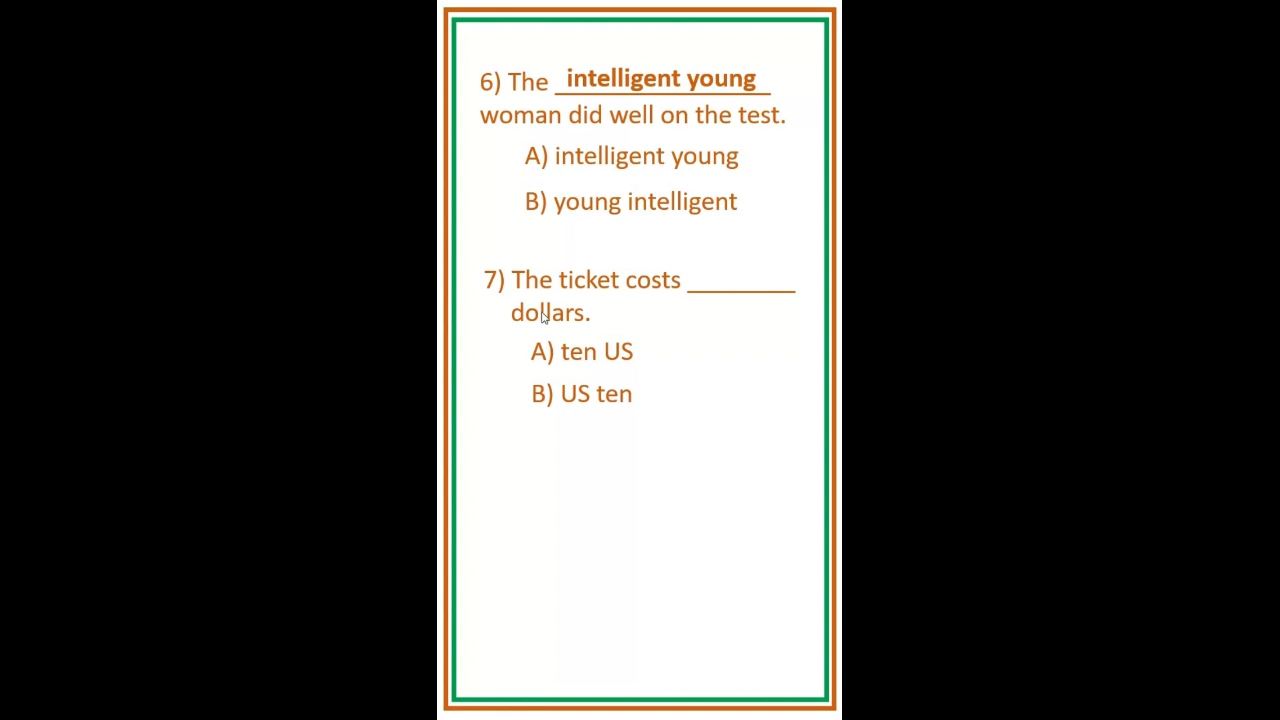 6) The intelligent young
woman did well on the test.
A) intelligent young
B) young intelligent
7) The ticket costs ________
dollars.
A) ten US
B) US ten